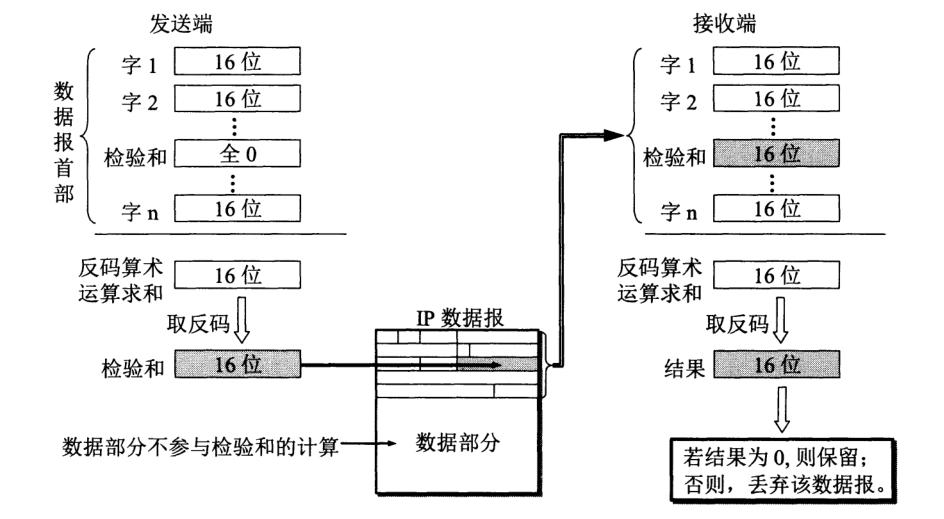 发送端
数据报首部
字 1 16 位
字 2 16 位
检验和 全 0
字 n 16 位
反码算术
运算求和
16 位
取反码
检验和 16 位
数据部分不参与检验和的计算
IP 数据报
数据部分
接收端
字 1 16 位
字 2 16 位
检验和 16 位
字 n 16 位
反码算术
运算求和
16 位
取反码
结果 16 位
若结果为 0, 则保留；
否则，丢弃该数据报。